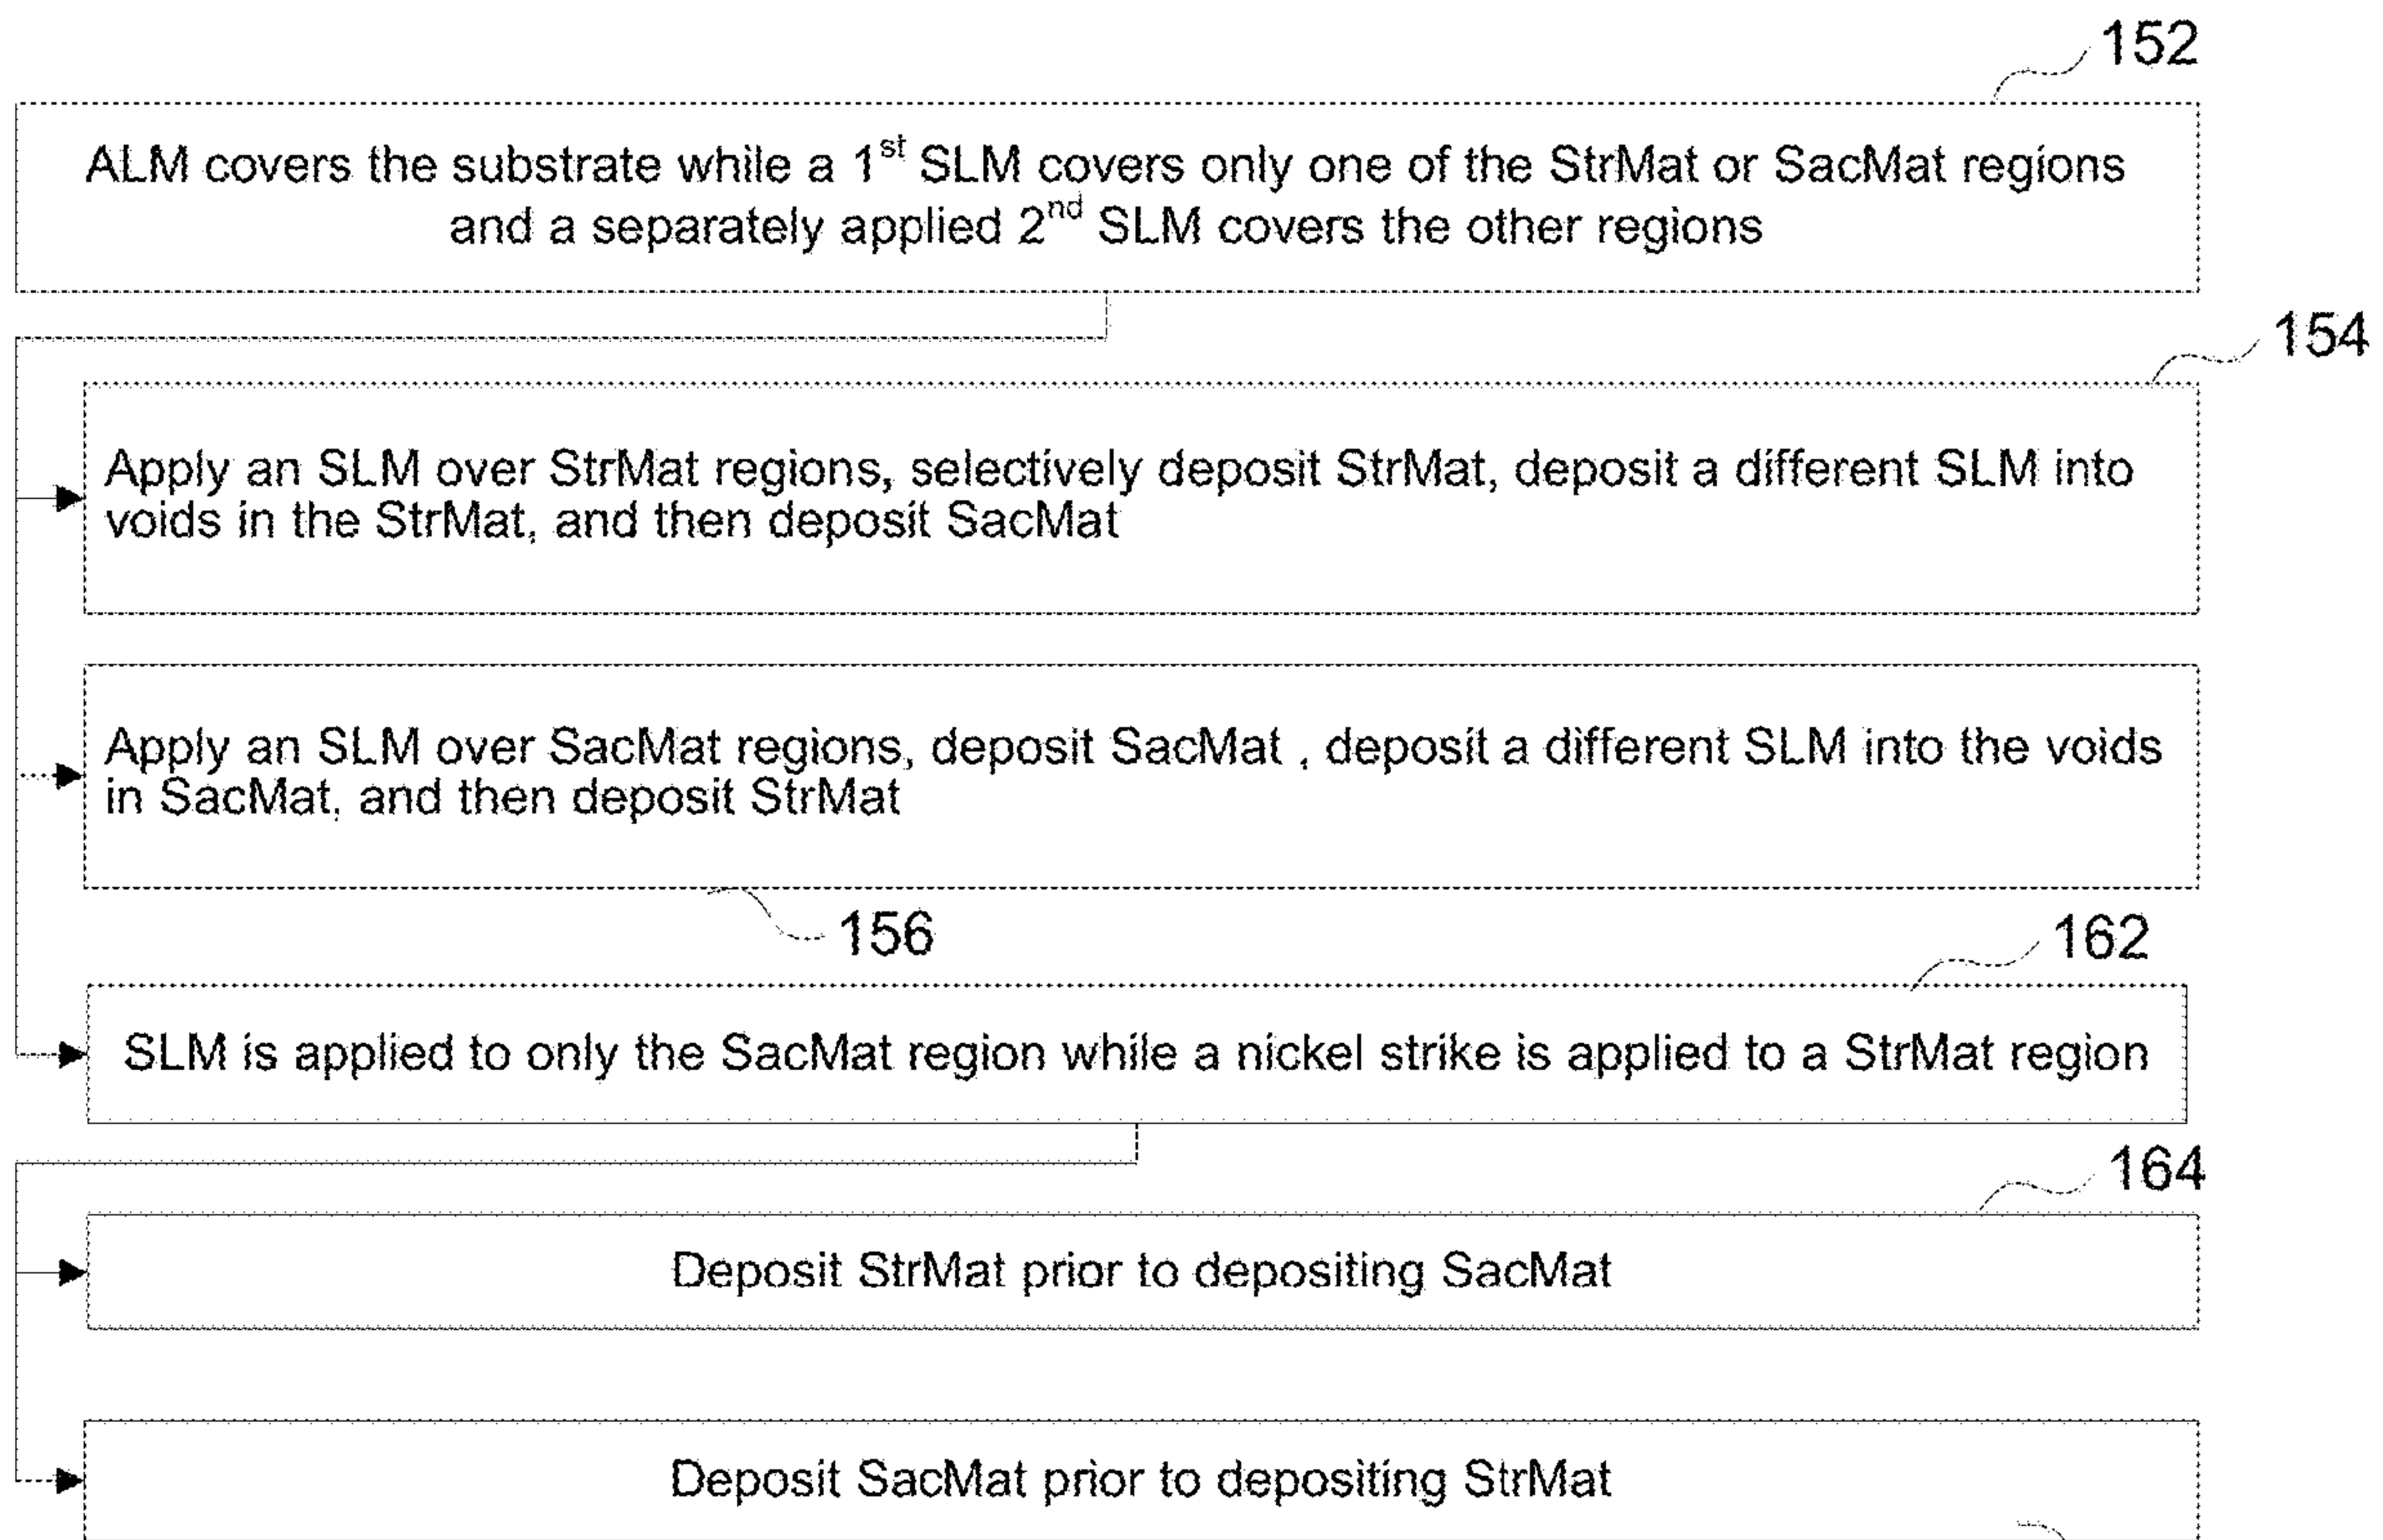 152
ALM covers the substrate while a 1st SLM covers only one of the StrMat or SacMat regions
and a separately applied 2nd SLM covers the other regions
154
Apply an SLM over StrMat regions, selectively deposit StrMat, deposit a different SLM into
voids in the StrMat, and then deposit SacMat
Apply an SLM over SacMat regions, deposit SacMat , deposit a different SLM into the voids
in SacMat, and then deposit StrMat
156
162
SLM is applied to only the SacMat region while a nickel strike is applied to a StrMat region
164
Deposit StrMat prior to depositing SacMat
Deposit SacMat prior to depositing StrMat